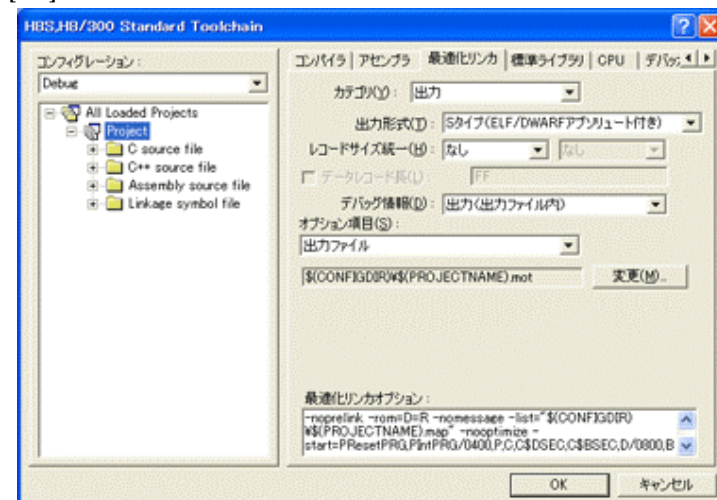 H8S,H8/300 Standard Toolchain
コンフィグレーション:
Debug
All Loaded Projects
Project
C source file
C++ source file
Assembly source file
Linkage symbol file
コンパイラ アセンブラ 最適化リンカ 標準ライブラリ CPU デバッ
カテゴリ(Y): 出力
出力形式(T): Sタイプ(ELF/DWARFアブソリュート付き)
レコードサイズ統一(H): なし なし
データレコード長(L): FF
デバッグ情報(D): 出力(出力ファイル内)
オプション項目(S):
出力ファイル
$(CONFIGDIR)¥$(PROJECTNAME).mot 変更(M)...
最適化リンカオプション:
-noprelink -rom=D=R -nomessage -list="$(CONFIGDIR)
¥$(PROJECTNAME).map" -nooptimize -
start=PResetPRG,PIntPRG/0400,P,C,C$DSEC,C$BSEC,D/0800,B
OK キャンセル